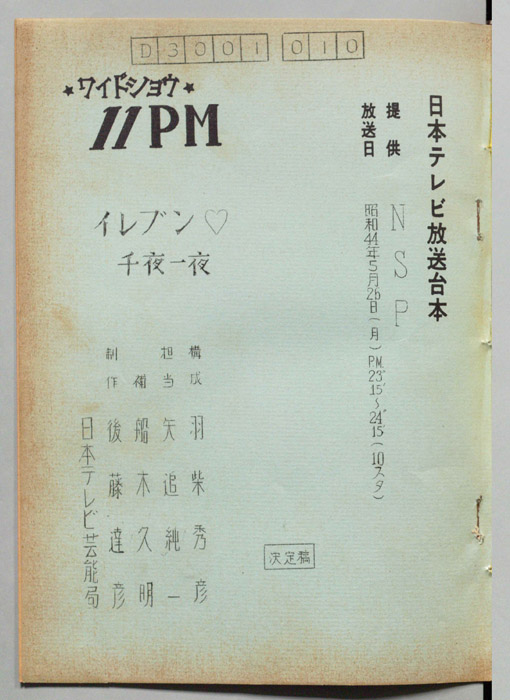 D3001 010
日本テレビ放送台本
提供 NSP
放送日 昭和44年5月26日(月)PM.23°15′~24°15′(10スタ)
★ワイドショウ★
11PM
イレブン♡
千夜一夜
構成 羽柴秀彦
担当 矢追純一
補 船木久明
制作 後藤達彦
日本テレビ芸能局
決定稿